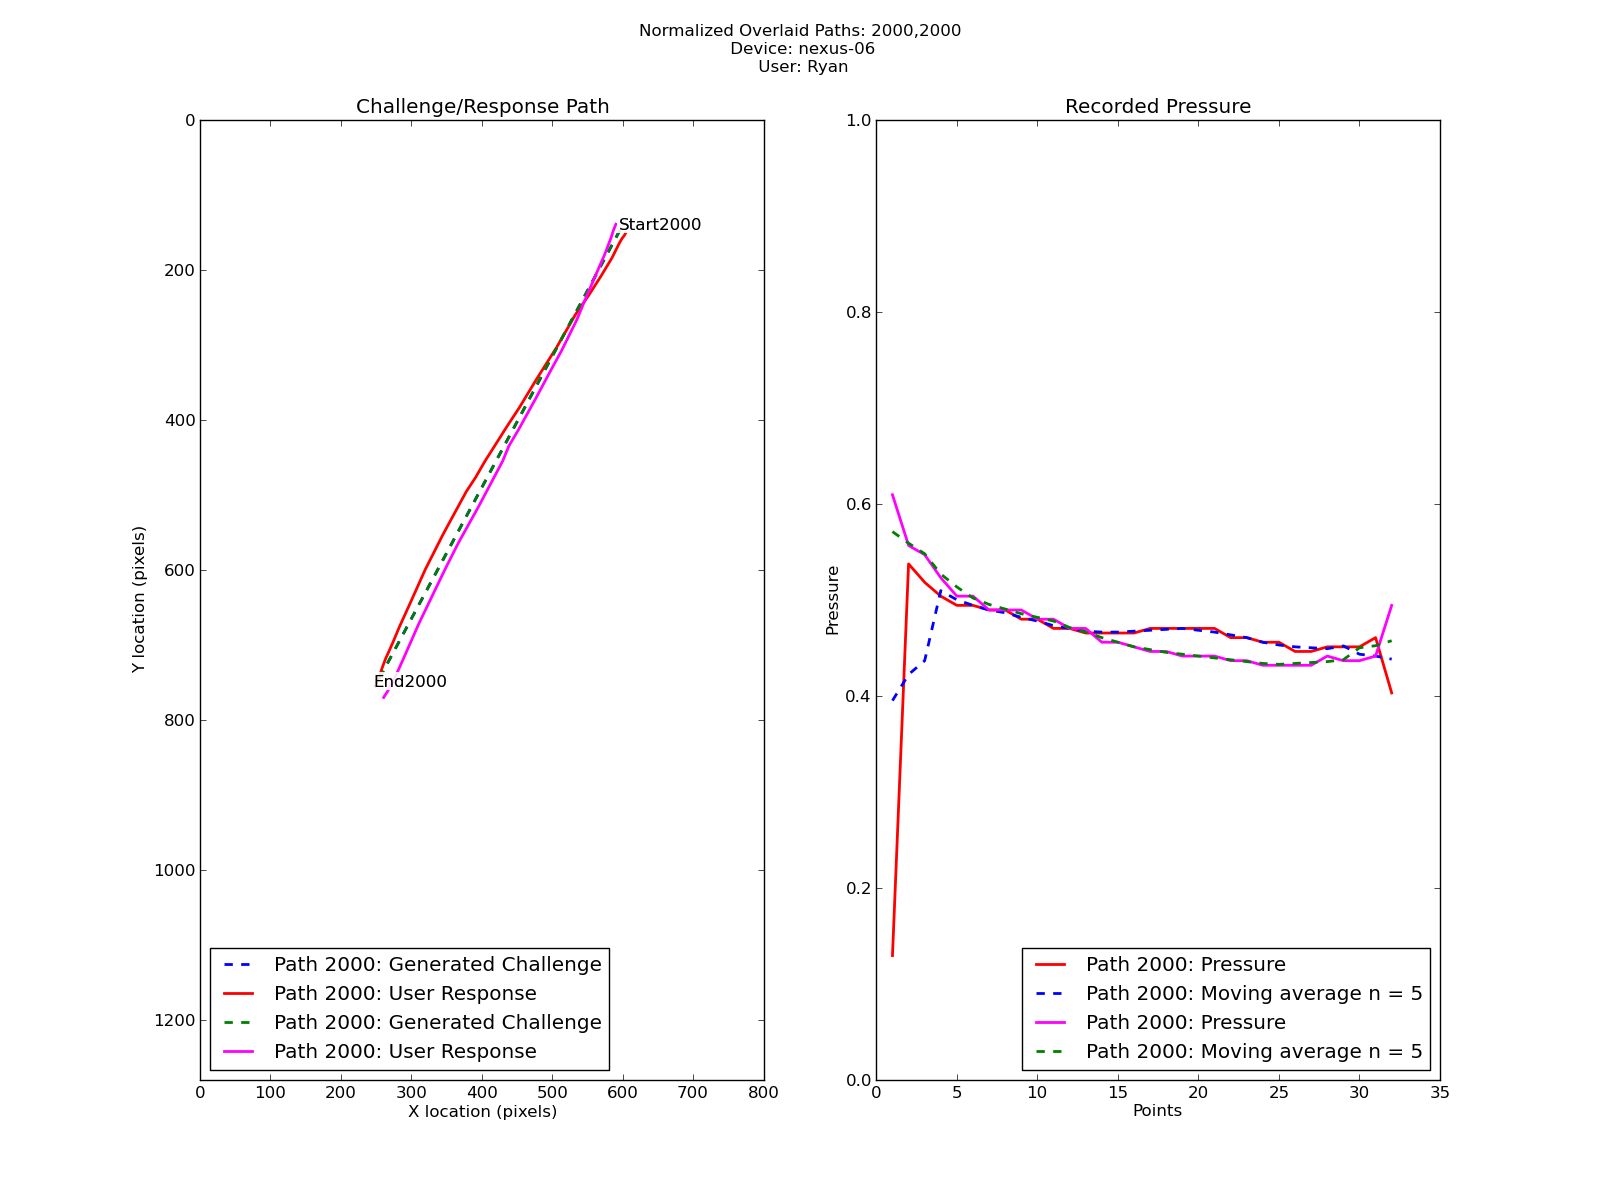 Normalized Overlaid Paths: 2000,2000
Device: nexus-06
User: Ryan
Challenge/Response Path
0
200
400
600
800
1000
1200
Y location (pixels)
Start2000
End2000
Path 2000: Generated Challenge
Path 2000: User Response
Path 2000: Generated Challenge
Path 2000: User Response
0 100 200 300 400 500 600 700 800
X location (pixels)
Recorded Pressure
1.0
0.8
0.6
0.4
0.2
0.0
Pressure
Path 2000: Pressure
Path 2000: Moving average n = 5
Path 2000: Pressure
Path 2000: Moving average n = 5
0 5 10 15 20 25 30 35
Points